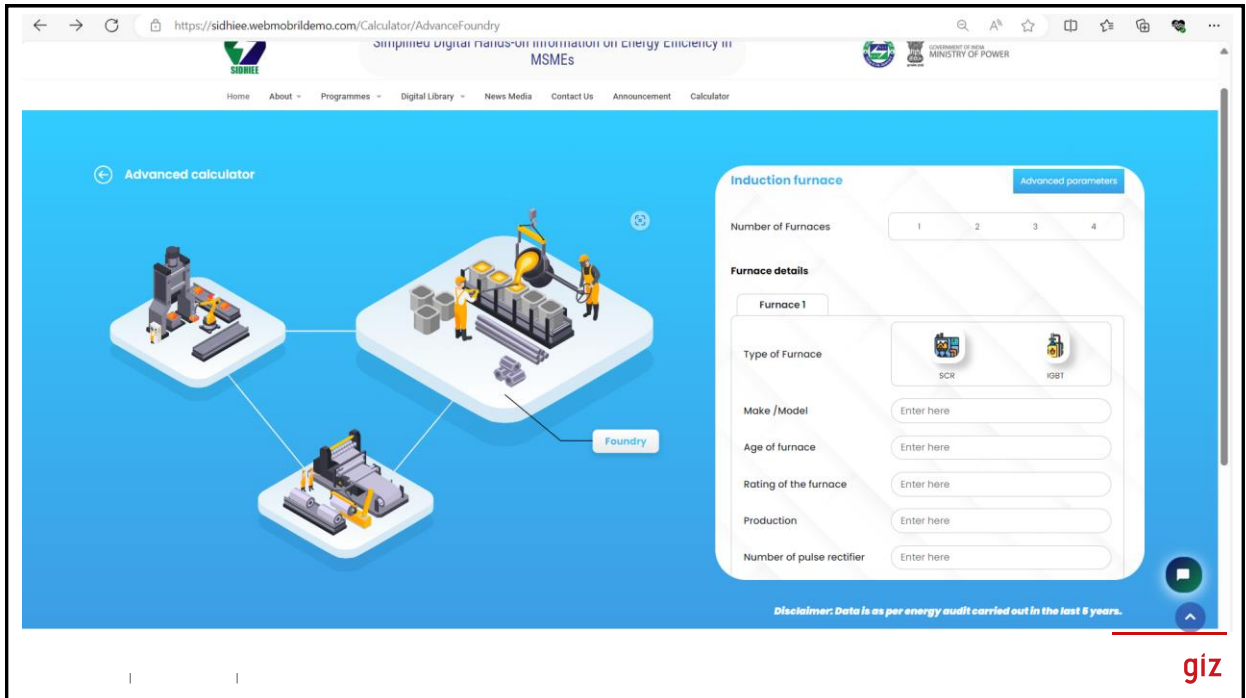 https://sidhiee.webmobrildemo.com/Calculator/AdvanceFoundry
Simplified Digital Hands-on Information on Energy Efficiency in
MSMEs
SIDHIEE
GOVERNMENT OF INDIA
MINISTRY OF POWER
Home About Programmes Digital Library News Media Contact Us Announcement Calculator
Advanced calculator
Induction furnace
Advanced parameters
Number of Furnaces
1 2 3 4
Furnace details
Furnace 1
Type of Furnace
SCR IGBT
Make /Model Enter here
Age of furnace Enter here
Rating of the furnace Enter here
Production Enter here
Number of pulse rectifier Enter here
Foundry
Disclaimer: Data is as per energy audit carried out in the last 5 years.
giz